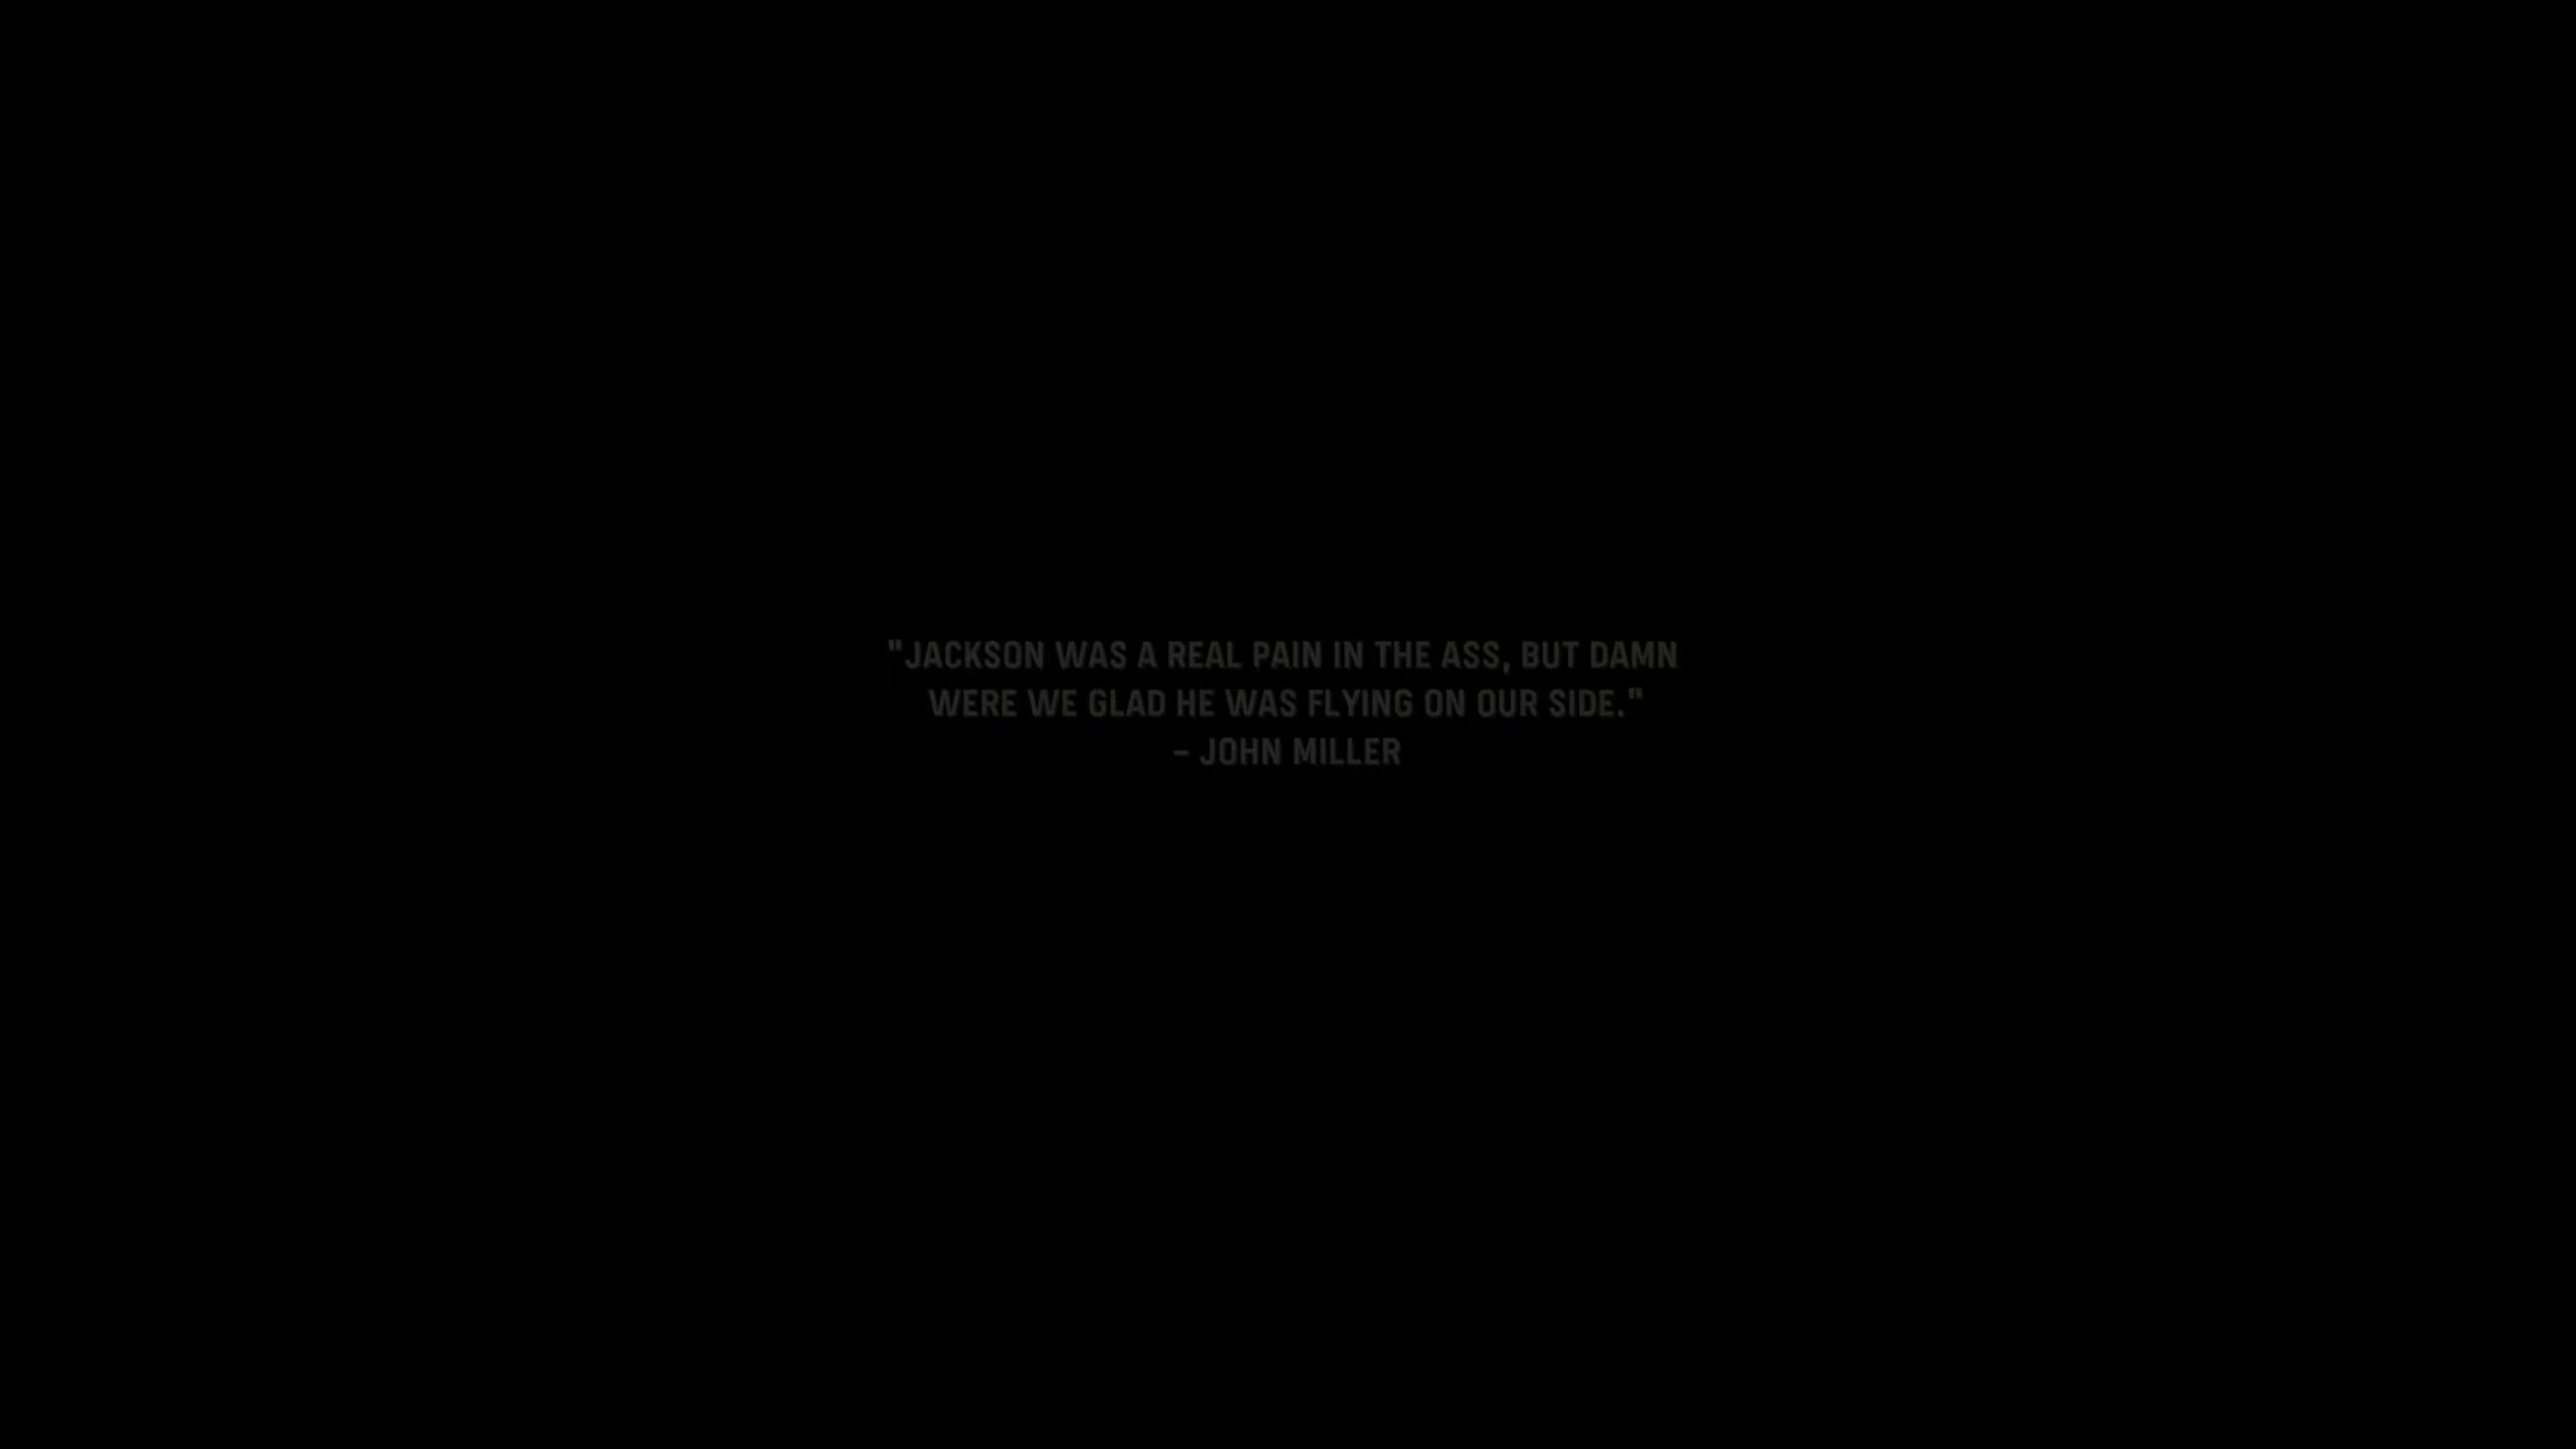 "JACKSON WAS A REAL PAIN IN THE ASS, BUT DAMN
WERE WE GLAD HE WAS FLYING ON OUR SIDE."
– JOHN MILLER